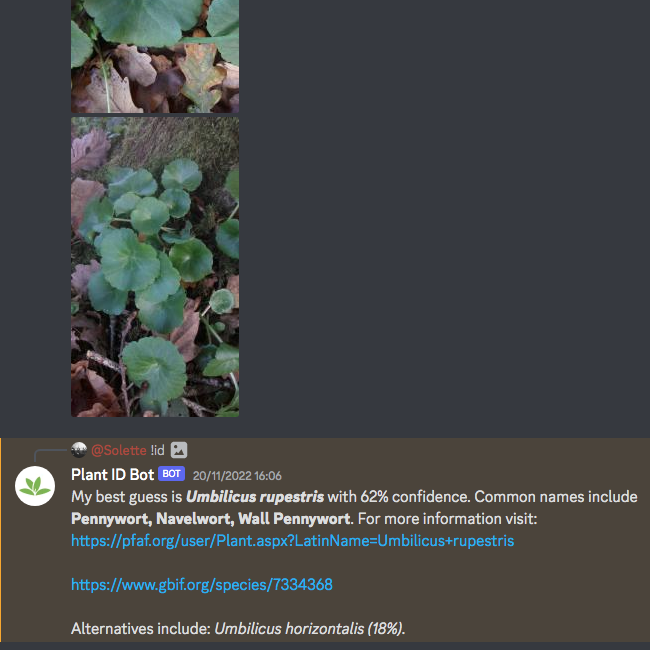 @Solette !id
Plant ID Bot BOT 20/11/2022 16:06
My best guess is Umbilicus rupestris with 62% confidence. Common names include
Pennywort, Navelwort, Wall Pennywort. For more information visit:
https://pfaf.org/user/Plant.aspx?LatinName=Umbilicus+rupestris
https://www.gbif.org/species/7334368
Alternatives include: Umbilicus horizontalis (18%).